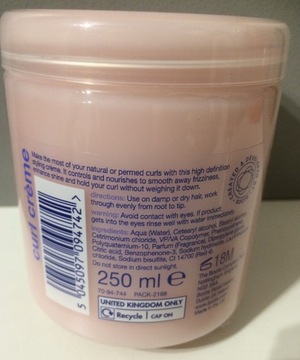 curl crème
Make the most of your natural or permed curls with this high definition
styling crème. It controls and nourishes to smooth away frizziness,
enhance shine and hold your curl without weighing it down.
directions: Use on damp or dry hair, work
through evenly from root to tip.
warning: Avoid contact with eyes. If product
gets into the eyes rinse well with water immediately.
ingredients: Aqua (Water), Cetearyl alcohol,
Cetrimonium chloride, VP/VA Copolymer,
Polyquaternium-10, Parfum (Fragrance),
Citric acid, Benzophenone-3, Sodium
chloride, Sodium bisulfite, CI 14700
Do not store in direct sunlight.
250 ml e
18M
70-94-744 PACK-2188
UNITED KINGDOM ONLY
Recycle CAP ON
5 045097 094742 >